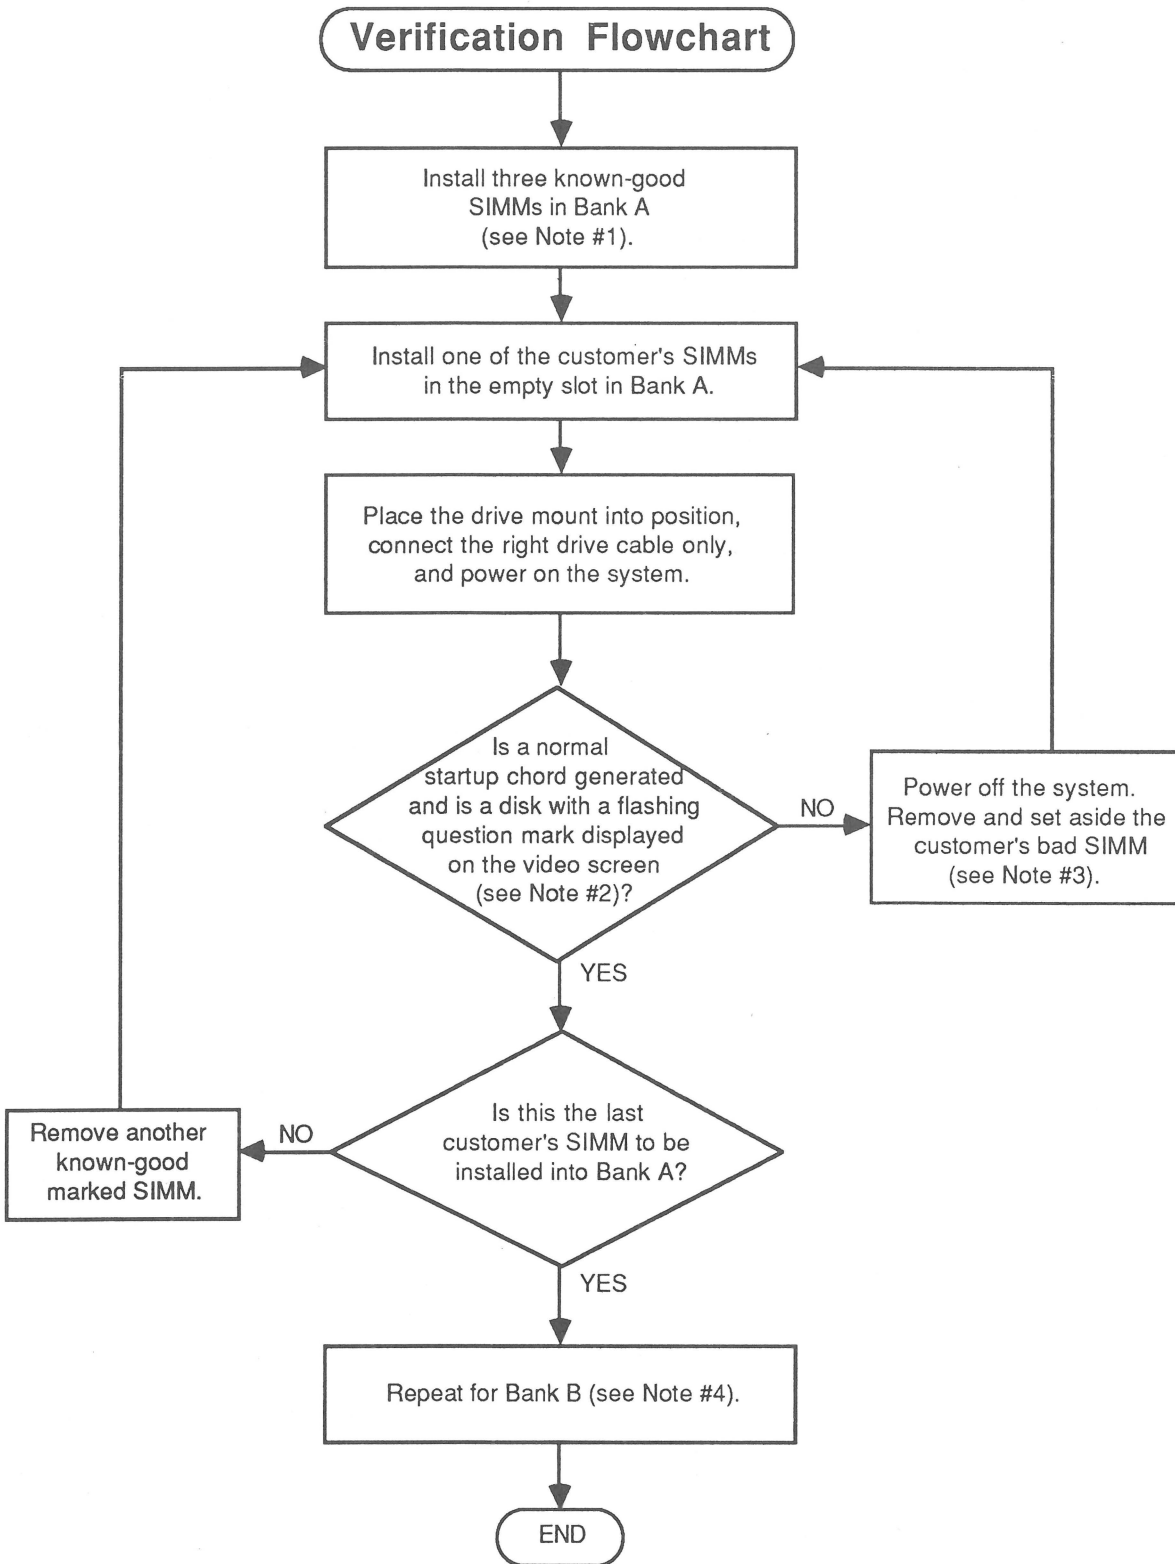 Verification Flowchart
Install three known-good
SIMMs in Bank A
(see Note #1).
Install one of the customer's SIMMs
in the empty slot in Bank A.
Place the drive mount into position,
connect the right drive cable only,
and power on the system.
Is a normal
startup chord generated
and is a disk with a flashing
question mark displayed
on the video screen
(see Note #2)?
NO
Power off the system.
Remove and set aside the
customer's bad SIMM
(see Note #3).
YES
Is this the last
customer's SIMM to be
installed into Bank A?
NO
Remove another
known-good
marked SIMM.
YES
Repeat for Bank B (see Note #4).
END